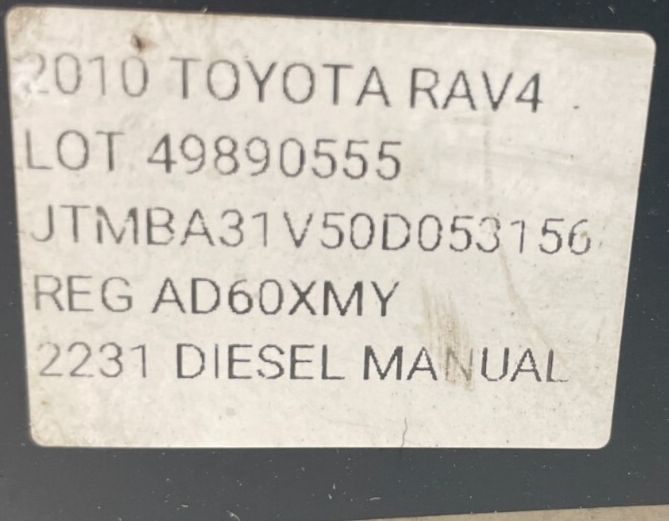 2010 TOYOTA RAV4
LOT 49890555
JTMBA31V50D053156
REG AD60XMY
2231 DIESEL MANUAL